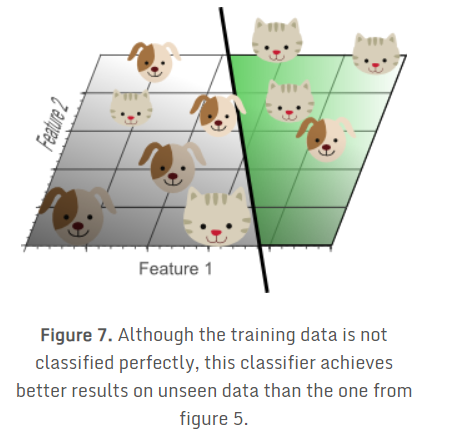 Feature 2
Feature 1
Figure 7. Although the training data is not
classified perfectly, this classifier achieves
better results on unseen data than the one from
figure 5.